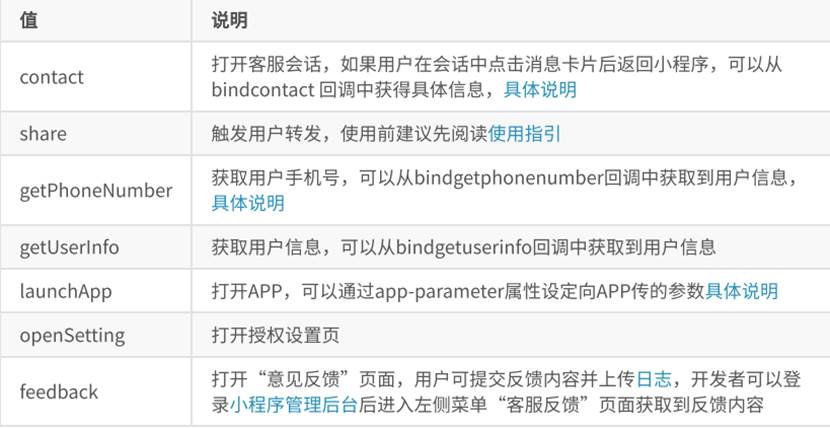 值 说明
contact
打开客服会话，如果用户在会话中点击消息卡片后返回小程序，可以从
bindcontact 回调中获得具体信息，具体说明
share 触发用户转发，使用前建议先阅读使用指引
getPhoneNumber
获取用户手机号，可以从bindgetphonenumber回调中获取到用户信息，
具体说明
getUserInfo 获取用户信息，可以从bindgetuserinfo回调中获取到用户信息
launchApp 打开APP，可以通过app-parameter属性设定向APP传的参数具体说明
openSetting 打开授权设置页
feedback
打开“意见反馈”页面，用户可提交反馈内容并上传日志，开发者可以登
录小程序管理后台后进入左侧菜单“客服反馈”页面获取到反馈内容